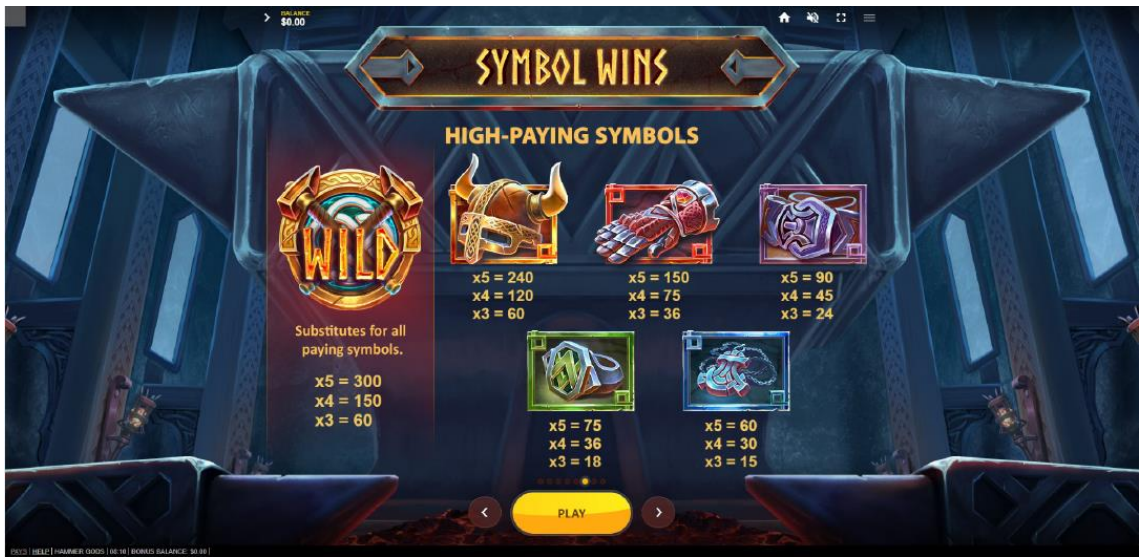 BALANCE
$0.00
SYMBOL WINS
HIGH-PAYING SYMBOLS
WILD
Substitutes for all
paying symbols.
x5 = 300
x4 = 150
x3 = 60
x5 = 240
x4 = 120
x3 = 60
x5 = 150
x4 = 75
x3 = 36
x5 = 90
x4 = 45
x3 = 24
x5 = 75
x4 = 36
x3 = 18
x5 = 60
x4 = 30
x3 = 15
PLAY
PAYS | HELP | HAMMER GODS | 08:10 | BONUS BALANCE: $0.00 |